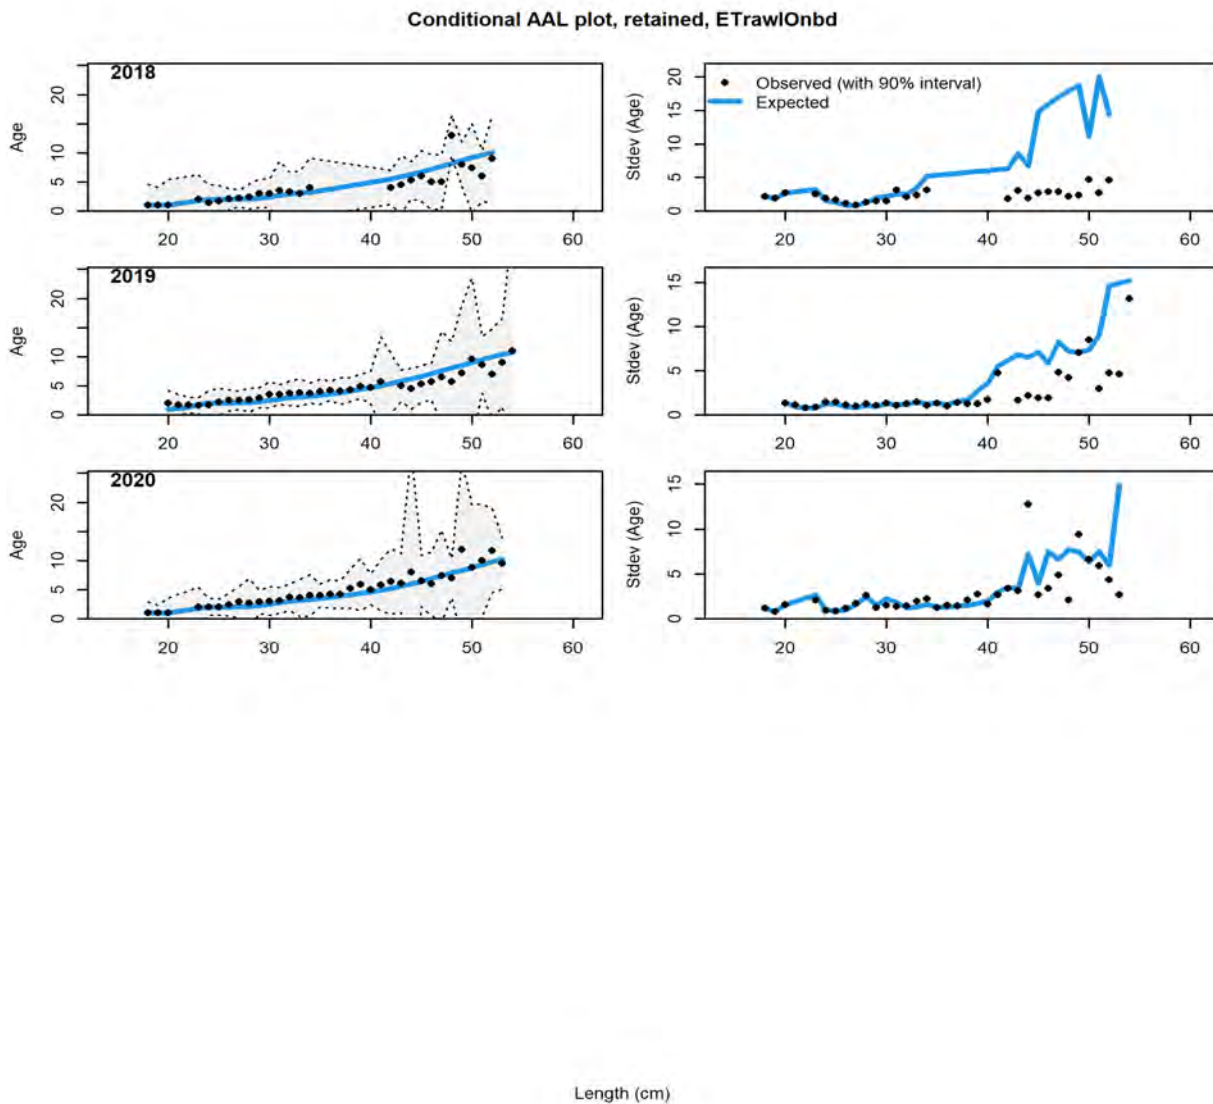 Conditional AAL plot, retained, ETrawlOnbd
2018
Age
0 5 10 20
20 30 40 50 60
Observed (with 90% interval)
Expected
Stdev (Age)
0 5 10 15 20
20 30 40 50 60
2019
Age
0 5 10 20
20 30 40 50 60
Stdev (Age)
0 5 10 15
20 30 40 50 60
2020
Age
0 5 10 20
20 30 40 50 60
Stdev (Age)
0 5 10 15
20 30 40 50 60
Length (cm)